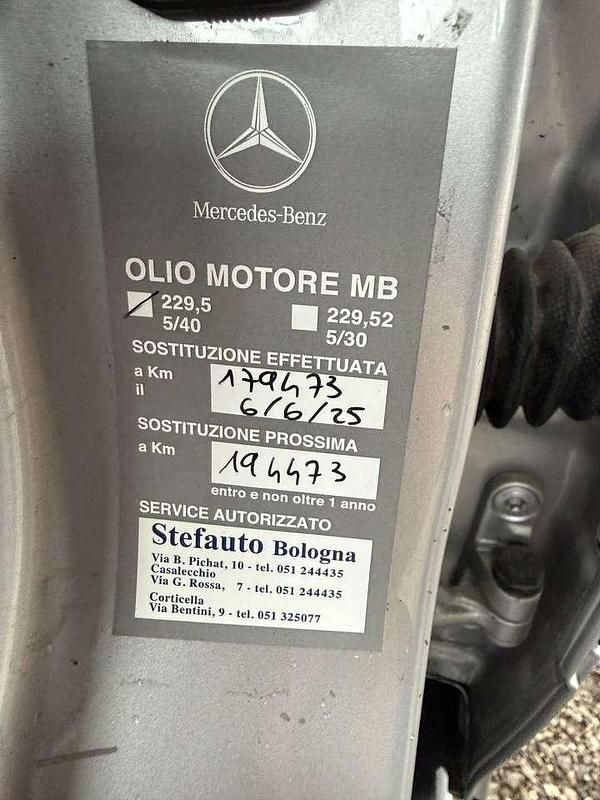 Mercedes-Benz
OLIO MOTORE MB
229,5
5/40
229,52
5/30
SOSTITUZIONE EFFETTUATA
a Km 179473
il 6/6/25
SOSTITUZIONE PROSSIMA
a Km 194473
entro e non oltre 1 anno
SERVICE AUTORIZZATO
Stefauto Bologna
Via B. Pichat, 10 - tel. 051 244435
Casalecchio
Via G. Rossa, 7 - tel. 051 244435
Corticella
Via Bentini, 9 - tel. 051 325077